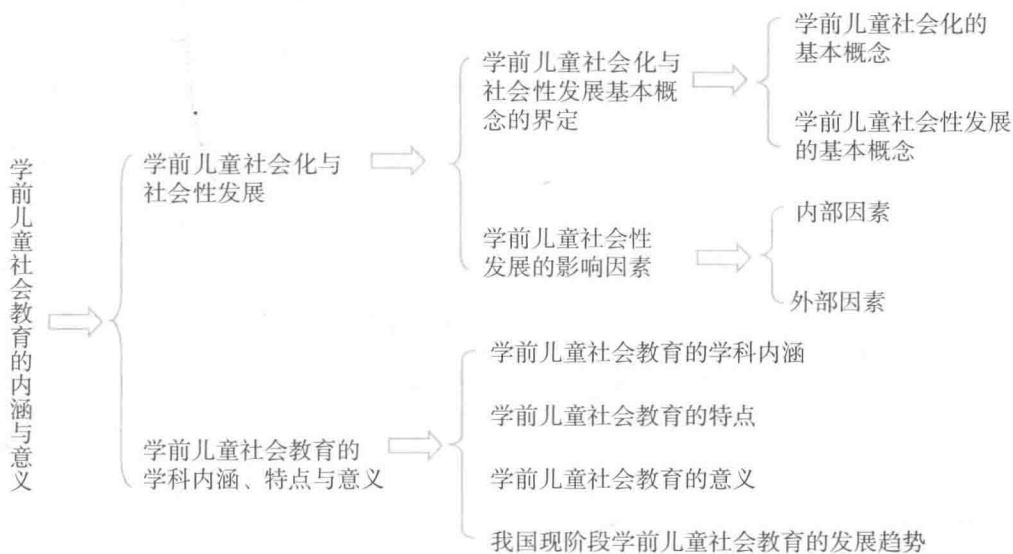 学前儿童社会教育的内涵与意义
学前儿童社会化与
社会性发展
学前儿童社会化与
社会性发展基本概
念的界定
学前儿童社会化的
基本概念
学前儿童社会性发展
的基本概念
学前儿童社会性
发展的影响因素
内部因素
外部因素
学前儿童社会教育的
学科内涵、特点与意义
学前儿童社会教育的学科内涵
学前儿童社会教育的特点
学前儿童社会教育的意义
我国现阶段学前儿童社会教育的发展趋势